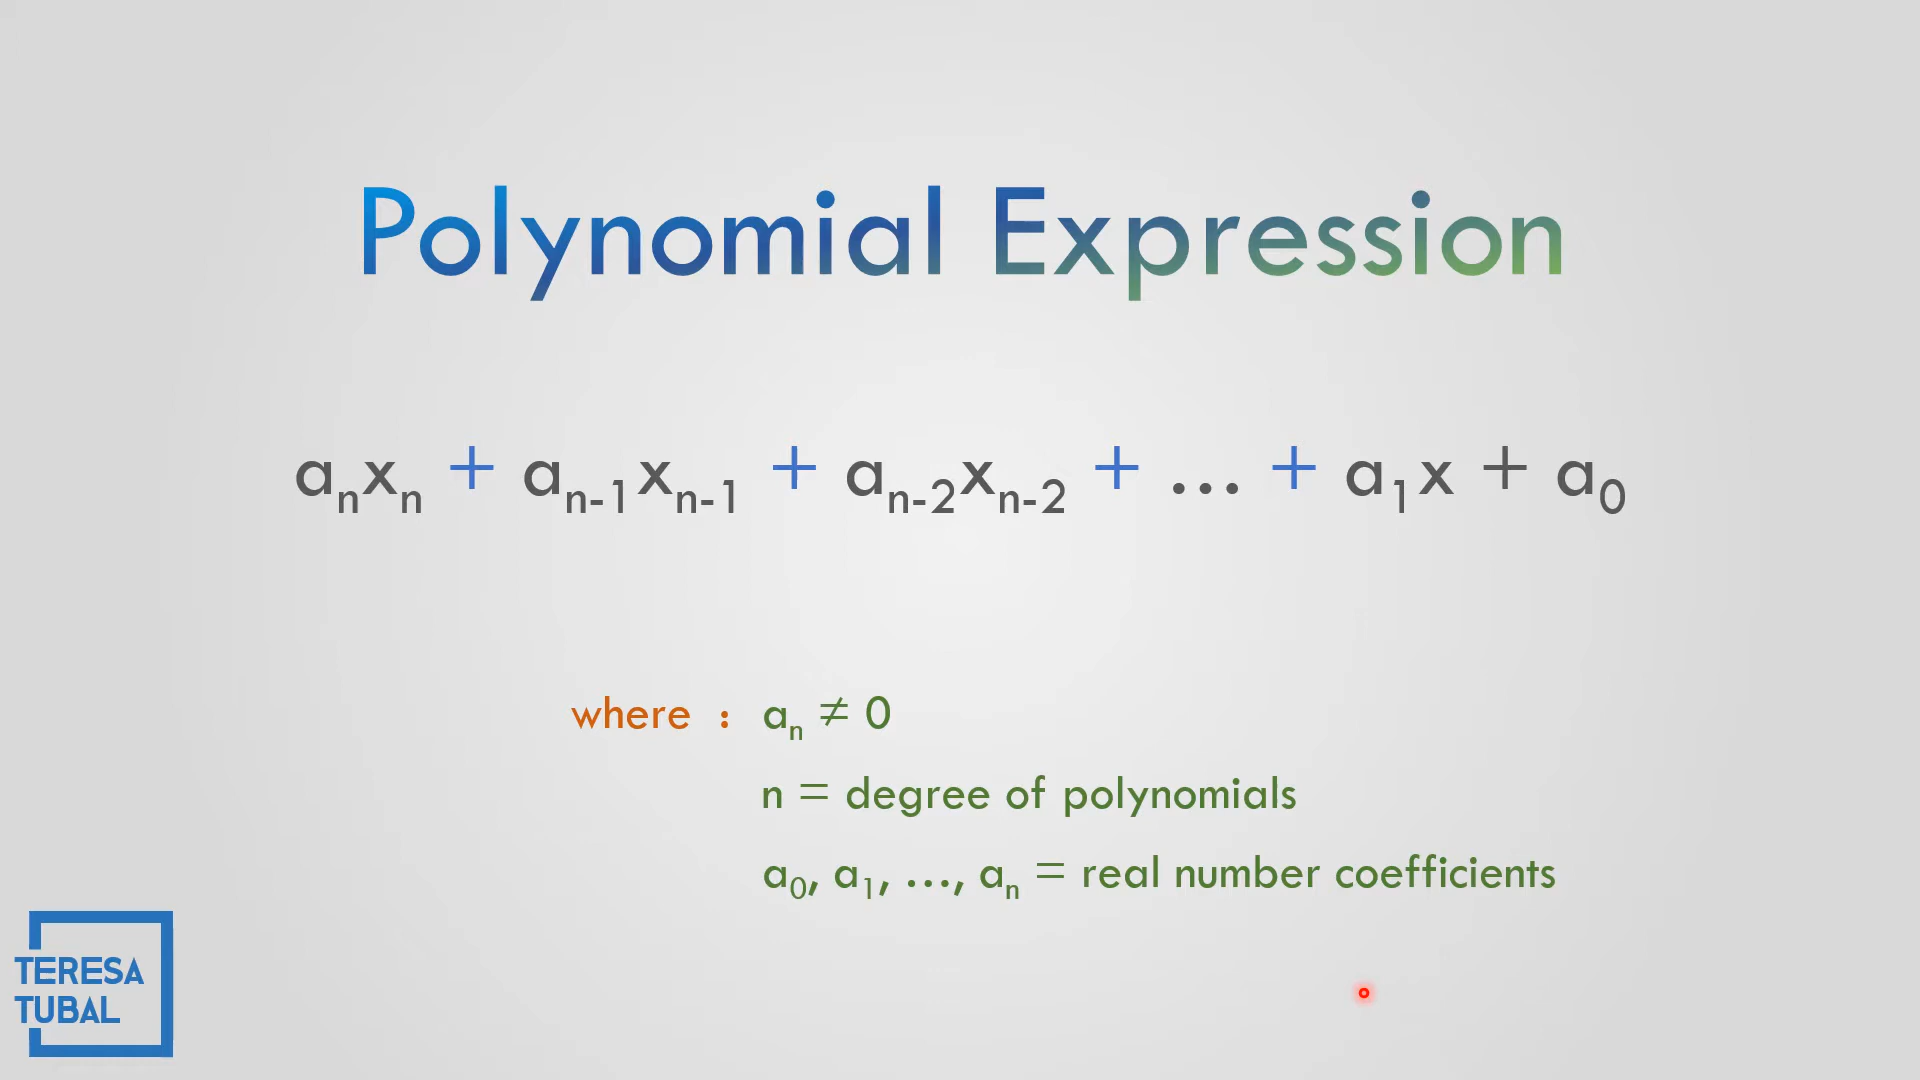 Polynomial Expression
aₙxₙ + aₙ₋₁xₙ₋₁ + aₙ₋₂xₙ₋₂ + ... + a₁x + a₀
where : aₙ ≠ 0
n = degree of polynomials
a₀, a₁, ..., aₙ = real number coefficients
TERESA
TUBAL